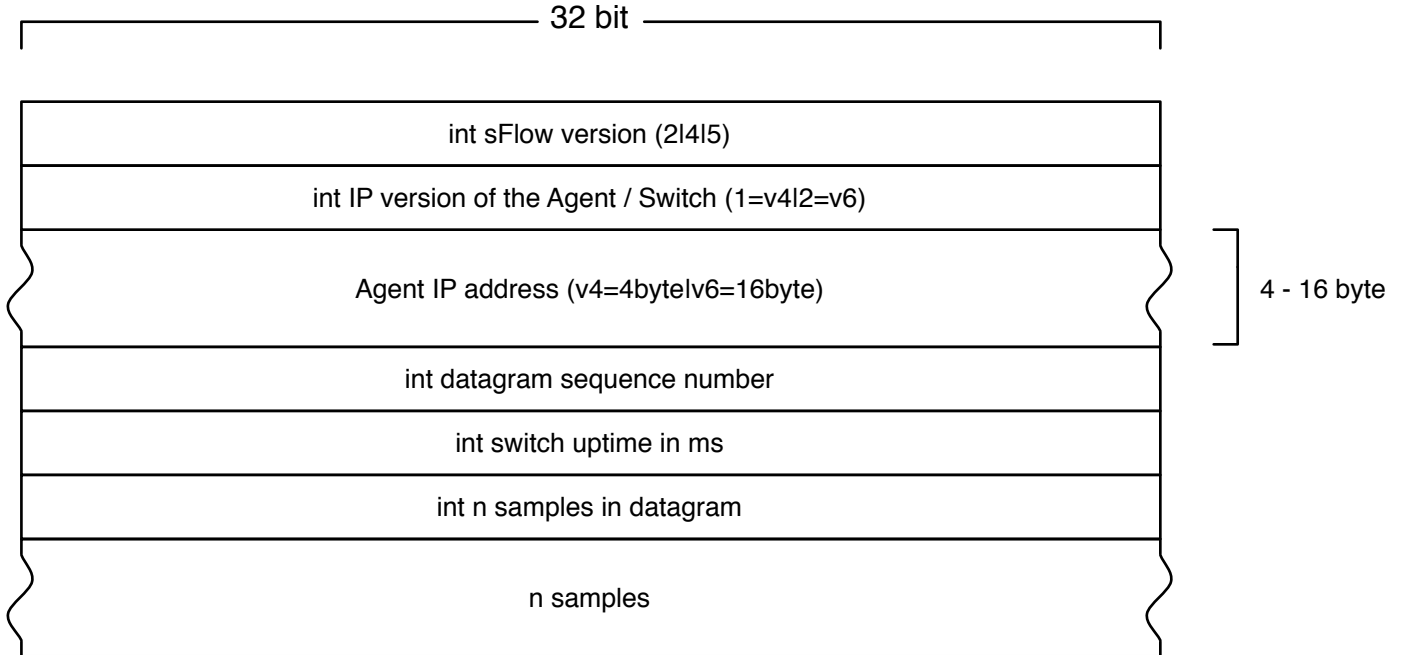 32 bit
int sFlow version (2|4|5)
int IP version of the Agent / Switch (1=v4|2=v6)
Agent IP address (v4=4byte|v6=16byte)
4 - 16 byte
int datagram sequence number
int switch uptime in ms
int n samples in datagram
n samples